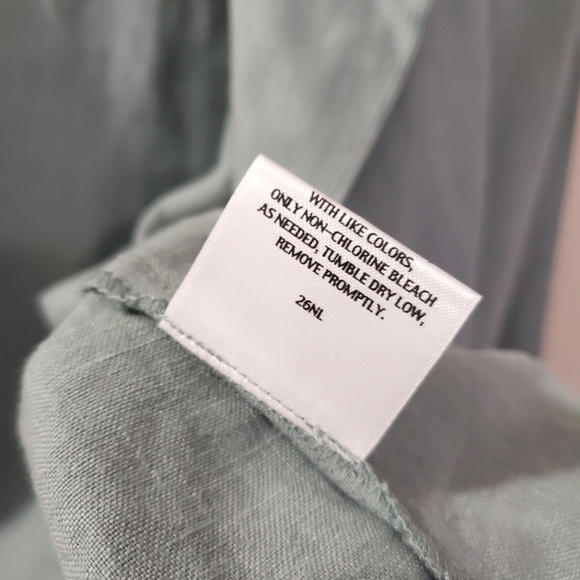 WITH LIKE COLORS,
ONLY NON-CHLORINE BLEACH
AS NEEDED, TUMBLE DRY LOW,
REMOVE PROMPTLY.
26NL